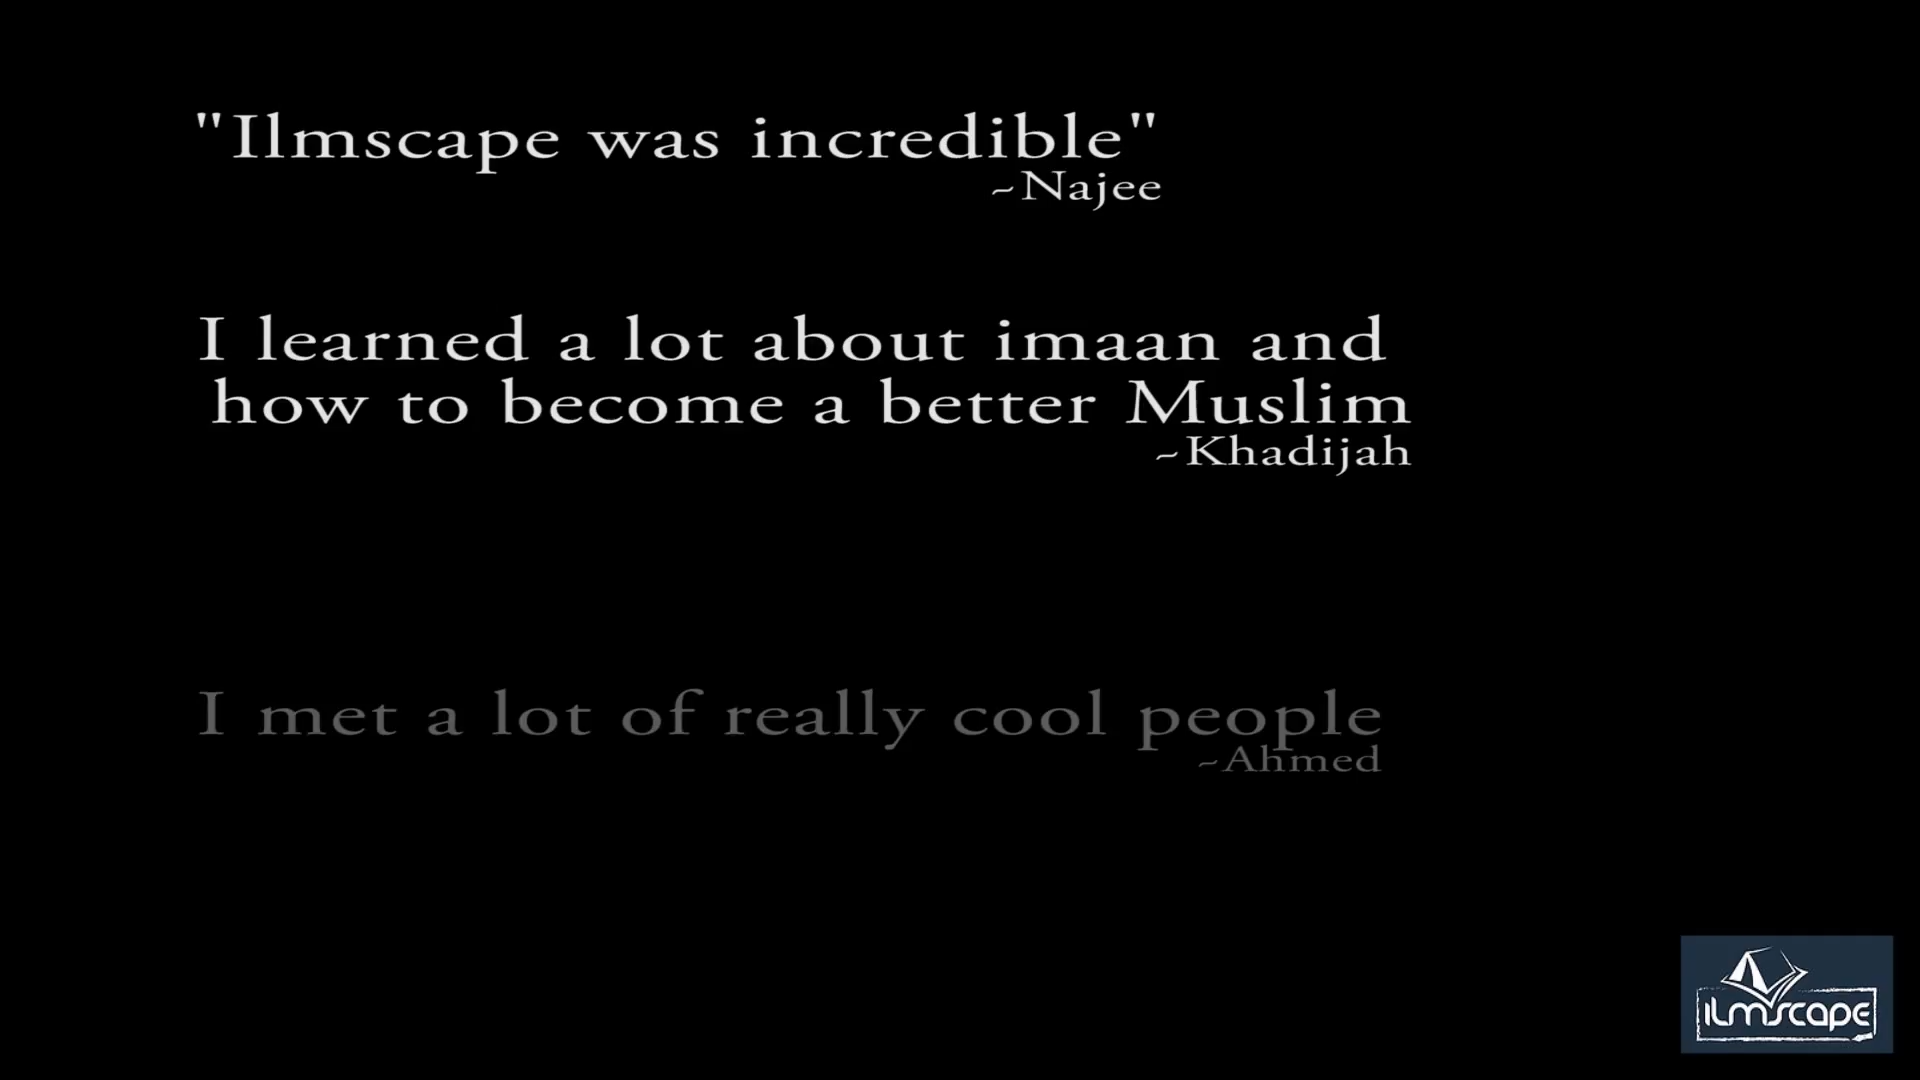 "Ilmscape was incredible"
~Najee
I learned a lot about imaan and
how to become a better Muslim
~Khadijah
I met a lot of really cool people
~Ahmed
ILMSCAPE